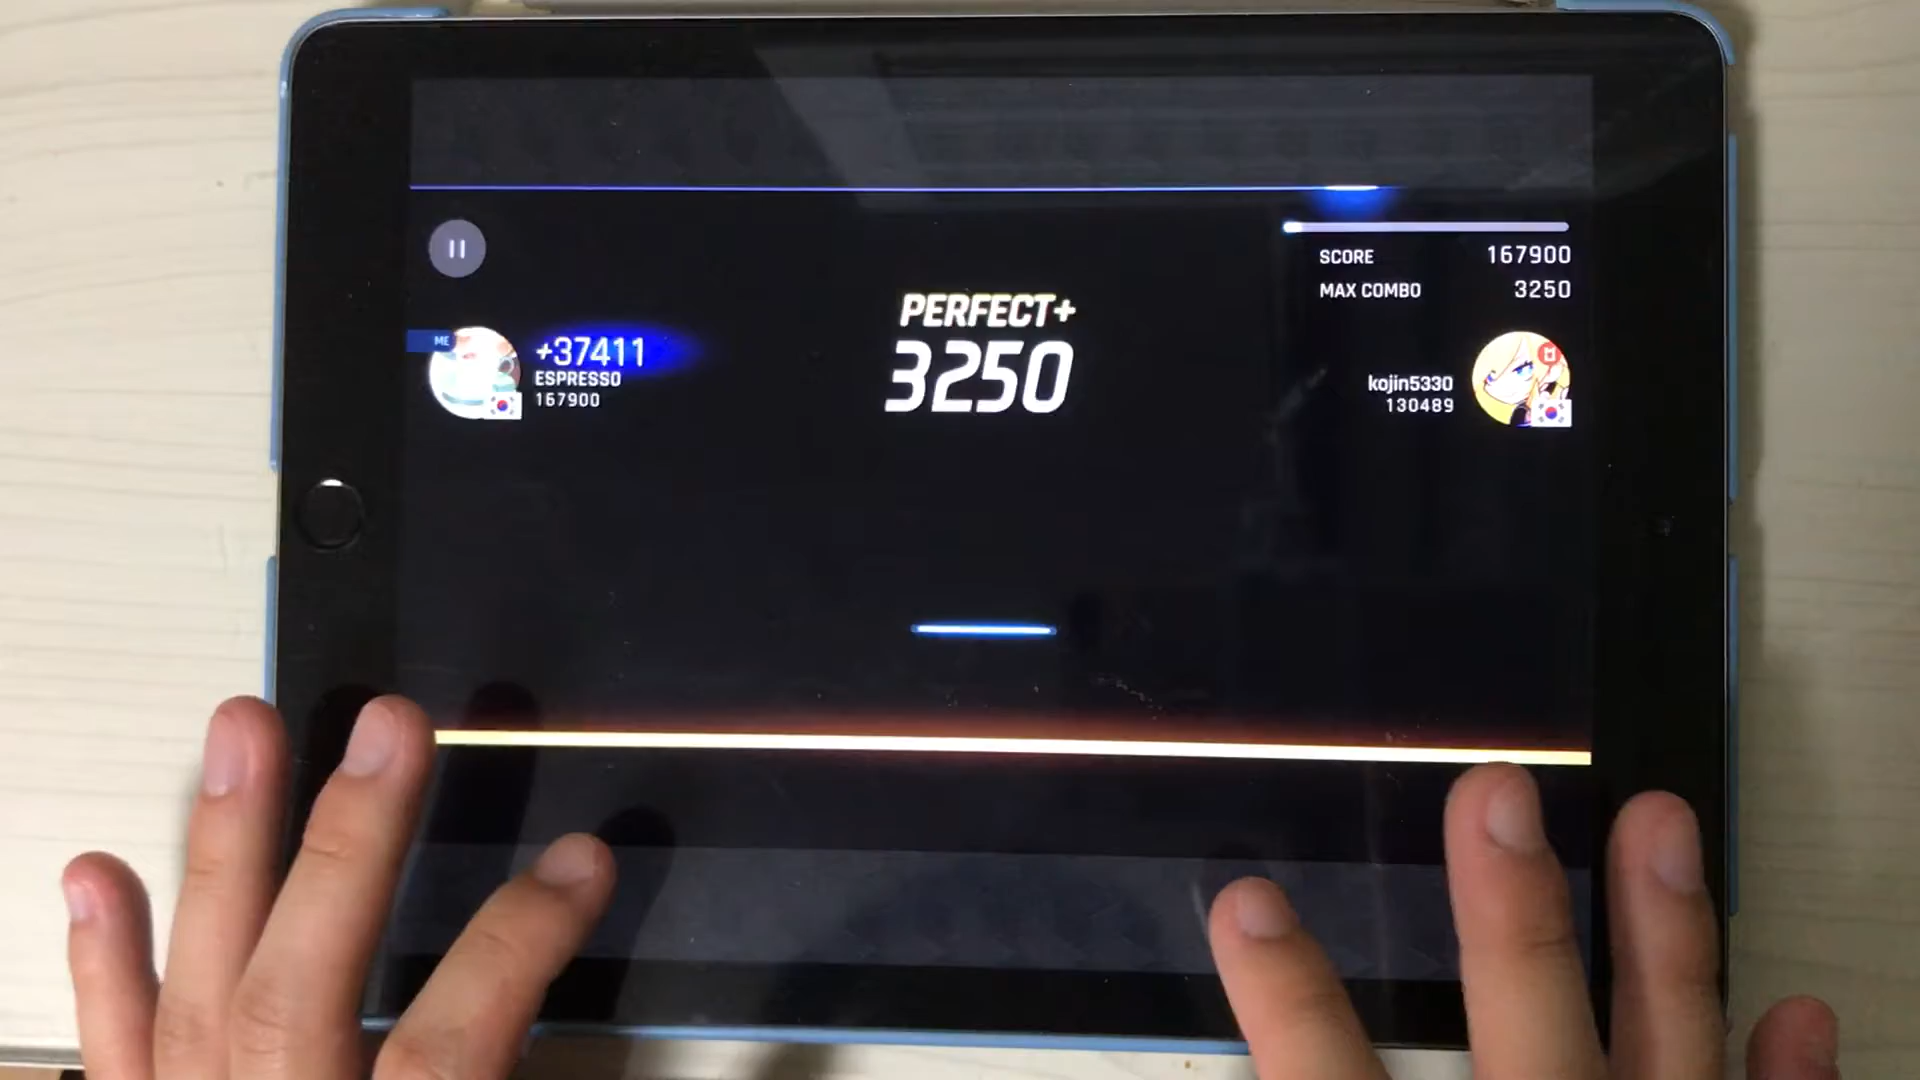 SCORE 167900
MAX COMBO 3250
PERFECT+
3250
ME
+37411
ESPRESSO
167900
kojin5330
130489